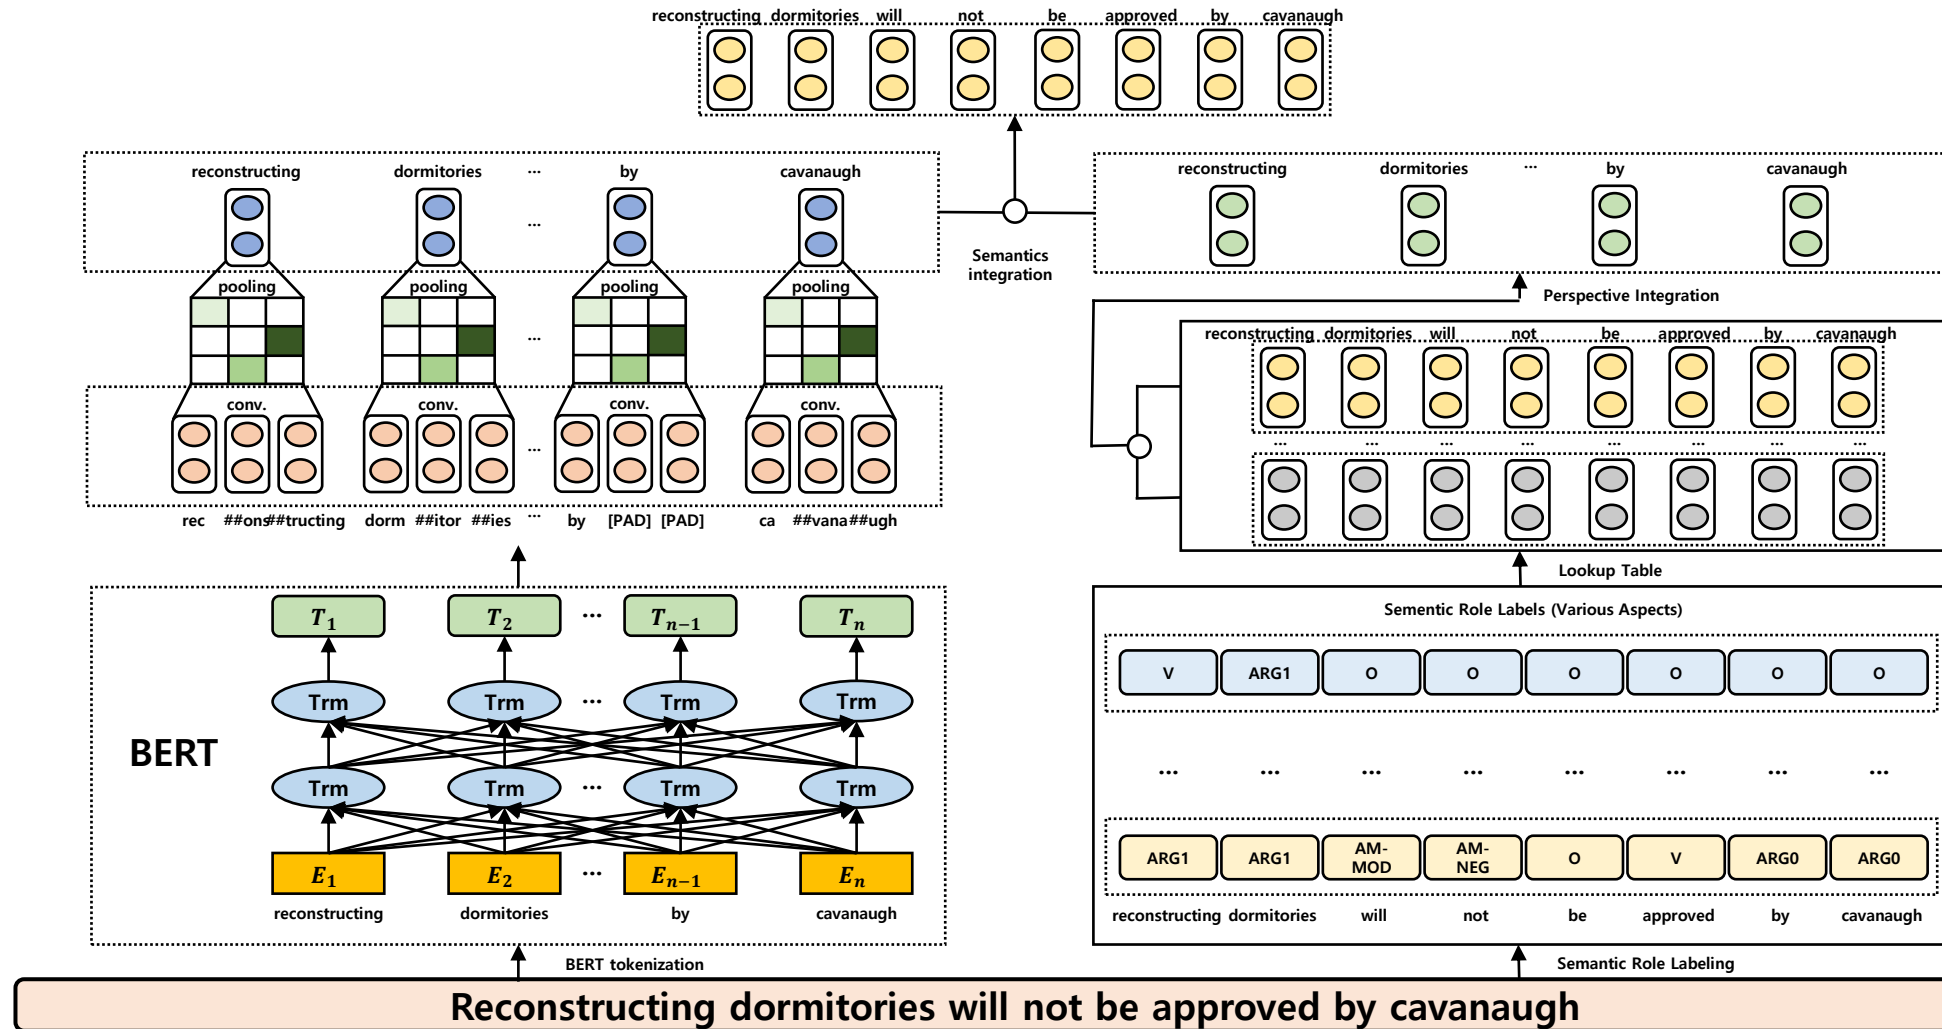 reconstructing dormitories will not be approved by cavanaugh
reconstructing dormitories ... by cavanaugh
...
pooling pooling pooling pooling
...
conv. conv. conv. conv.
...
rec ##ons ##tructing dorm ##itor ##ies ... by [PAD] [PAD] ca ##vana ##ugh
Semantics
integration
reconstructing dormitories ... by cavanaugh
Perspective Integration
reconstructing dormitories will not be approved by cavanaugh
... ... ... ... ... ... ... ...
Lookup Table
BERT
T1 T2 ... Tn−1 Tn
Trm Trm ... Trm Trm
Trm Trm ... Trm Trm
E1 E2 ... En−1 En
reconstructing dormitories by cavanaugh
BERT tokenization
Sementic Role Labels (Various Aspects)
V ARG1 O O O O O O
... ... ... ... ... ... ... ...
ARG1 ARG1 AM-MOD AM-NEG O V ARG0 ARG0
reconstructing dormitories will not be approved by cavanaugh
Semantic Role Labeling
Reconstructing dormitories will not be approved by cavanaugh